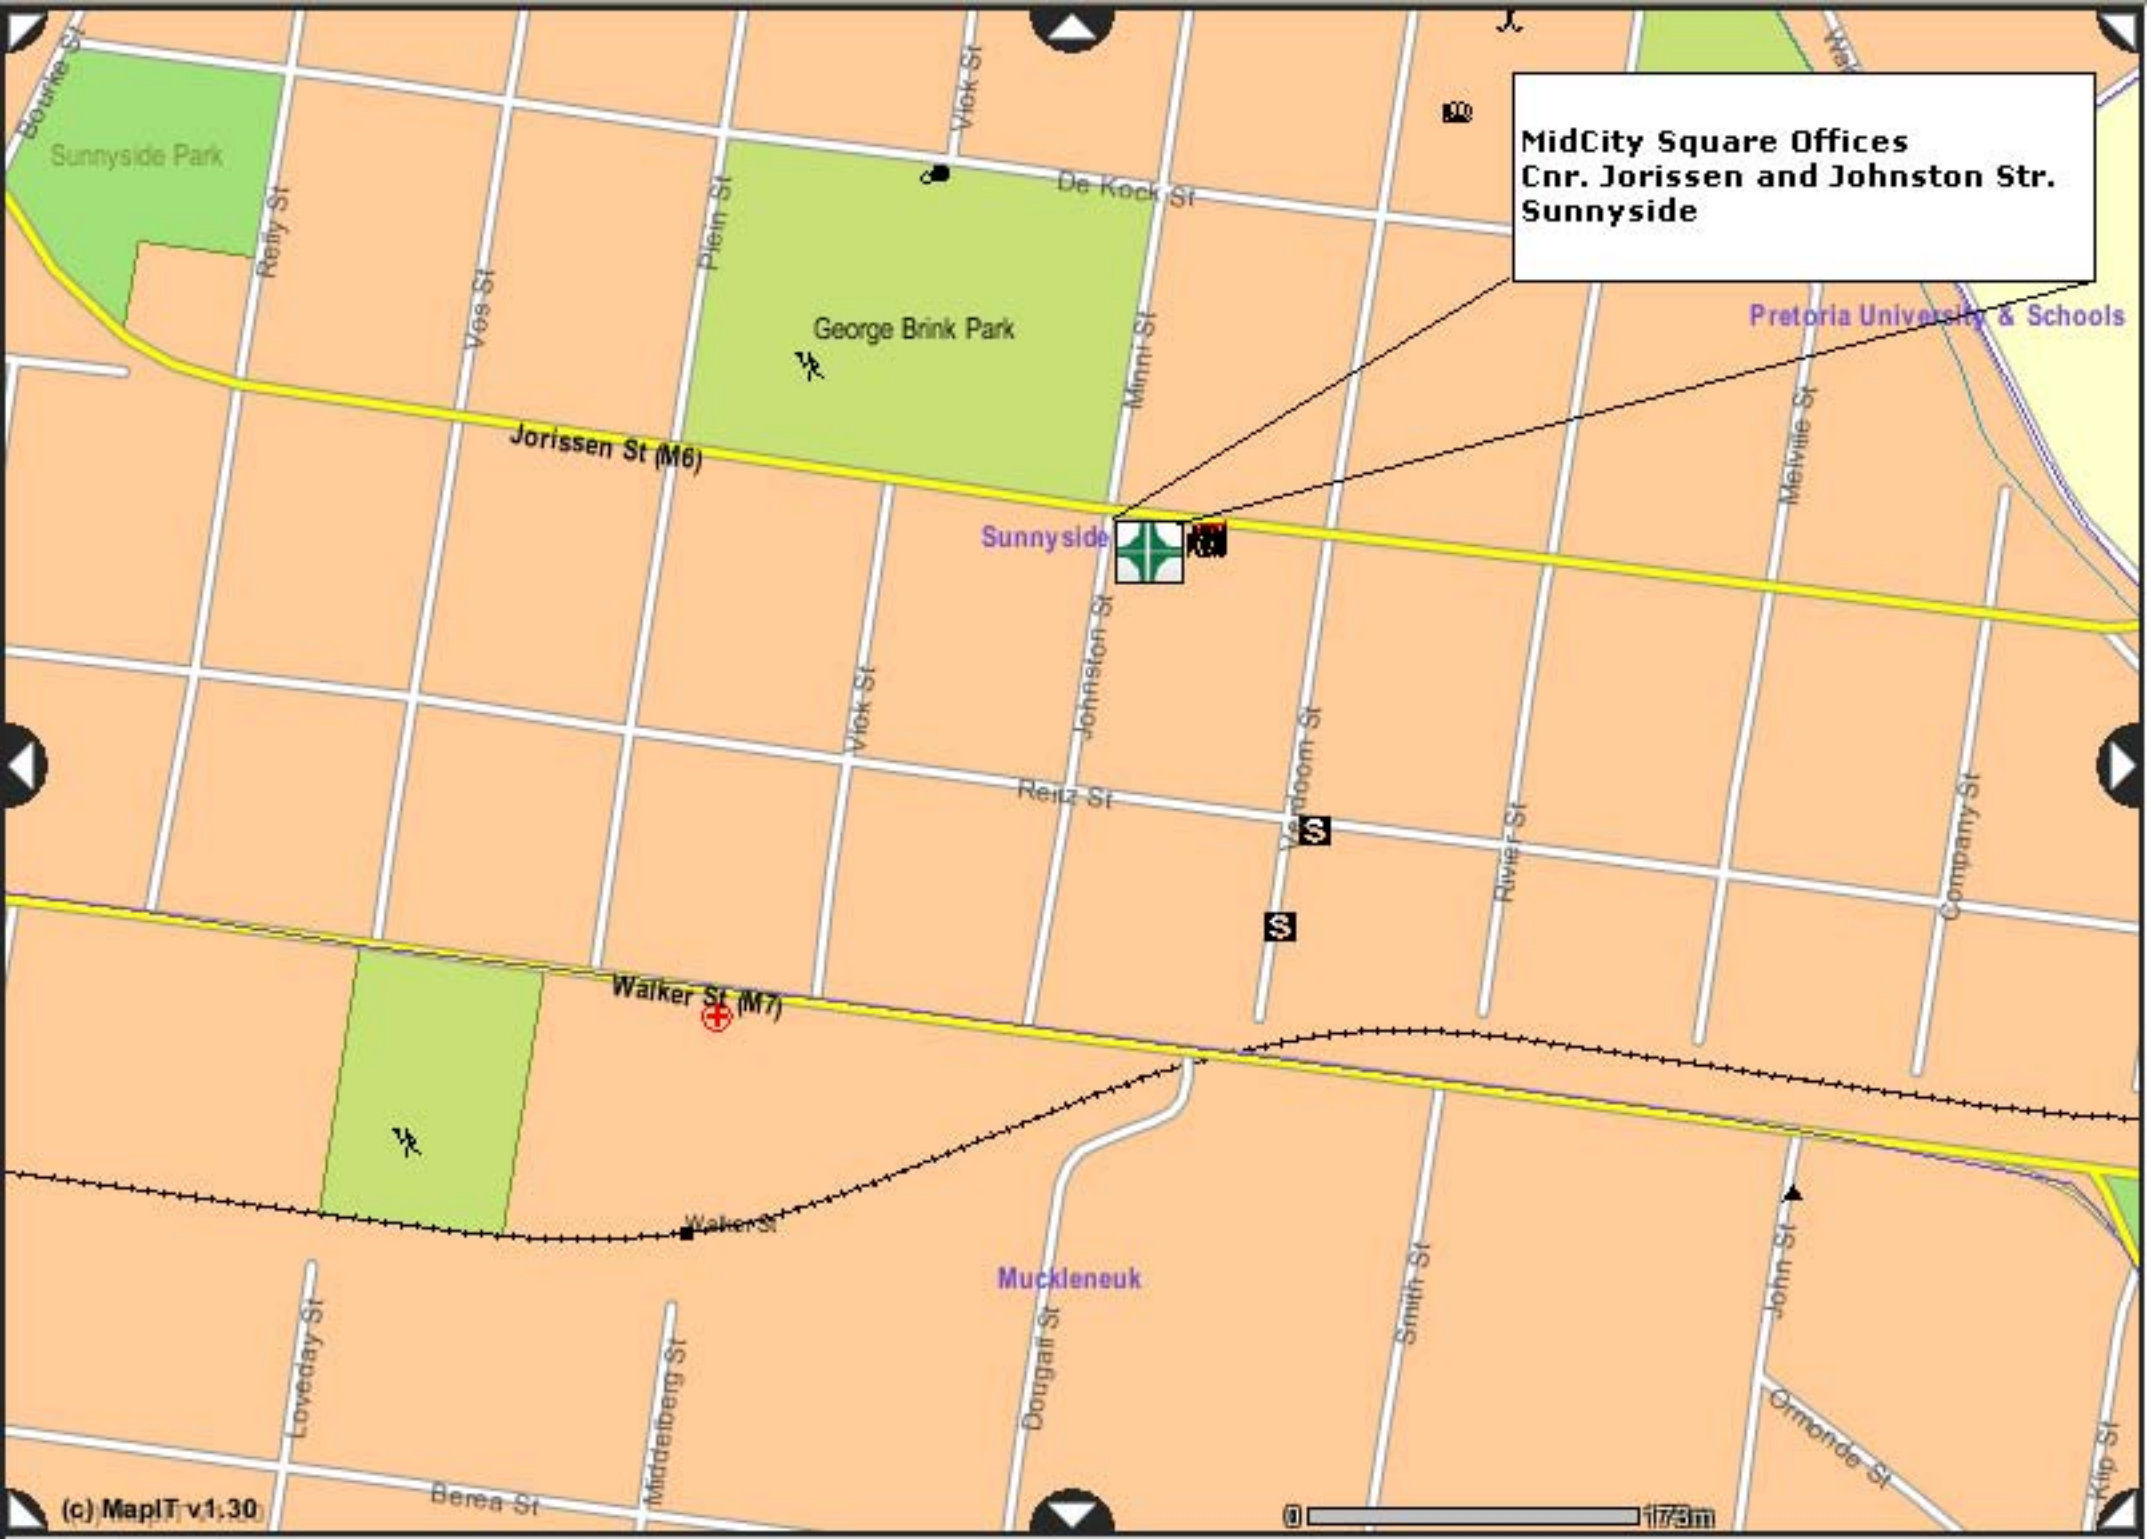 Bourke St
Sunnyside Park
Vlok St
MidCity Square Offices
Cnr. Jorissen and Johnston Str.
Sunnyside
De Kock St
Relly St
Vos St
Plein St
George Brink Park
Minni St
Pretoria University & Schools
Jorissen St (M6)
Melville St
Sunnyside
Johnston St
Vlok St
Reitz St
Verdoorn St
Rivier St
Company St
Walker St (M7)
Walker St
Muckleneuk
Loveday St
Middelberg St
Dougall St
Smith St
John St
Ormonde St
Klip St
Berea St
(c) MapIT v1.30
0 173m
S
S